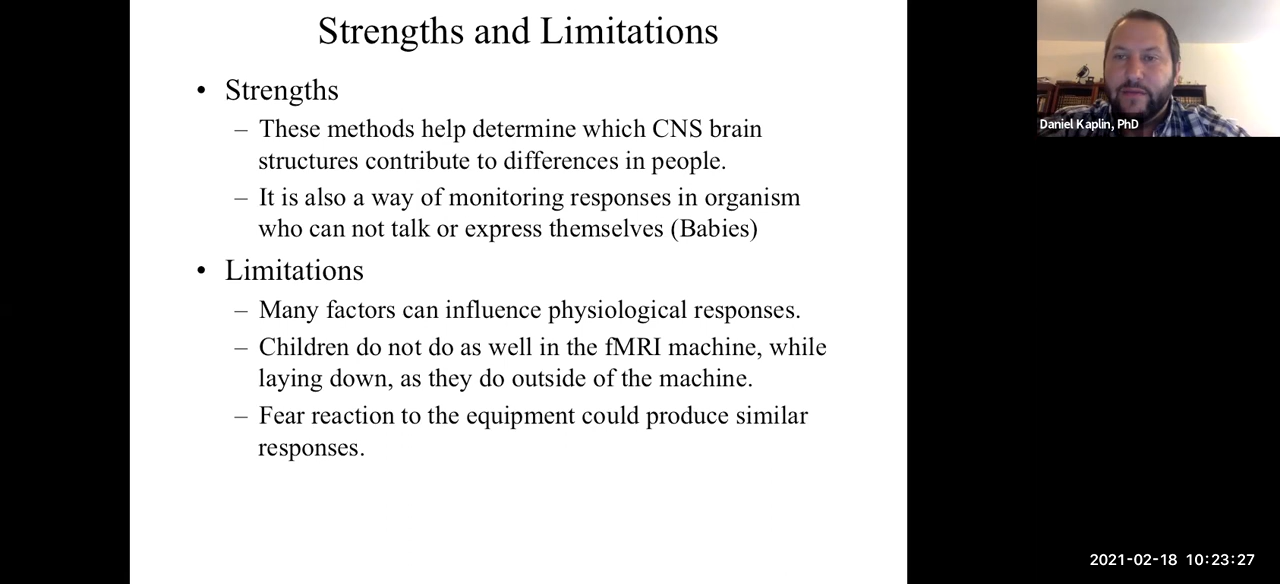 Strengths and Limitations
• Strengths
– These methods help determine which CNS brain
structures contribute to differences in people.
– It is also a way of monitoring responses in organism
who can not talk or express themselves (Babies)
• Limitations
– Many factors can influence physiological responses.
– Children do not do as well in the fMRI machine, while
laying down, as they do outside of the machine.
– Fear reaction to the equipment could produce similar
responses.
Daniel Kaplin, PhD
2021-02-18 10:23:27